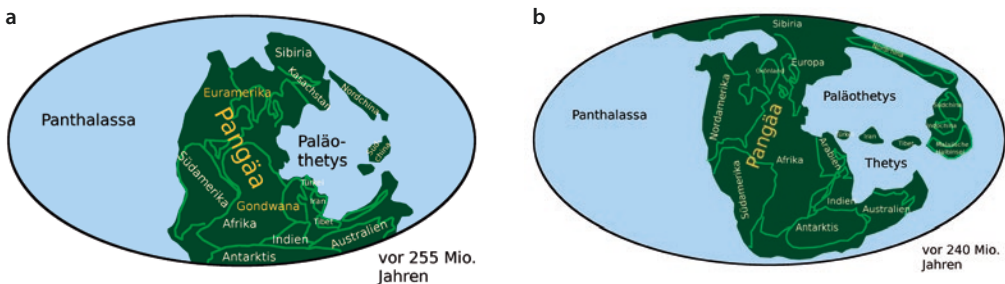 a
Sibiria
Kasachstan
Nordchina
Euramerika
Pangäa
Panthalassa
Paläo-
thetys
Südamerika
Türkei
Iran
Tibet
Gondwana
Afrika
Indien
Australien
Antarktis
vor 255 Mio.
Jahren
b
Sibiria
Europa
Grönland
Nordamerika
Pangäa
Panthalassa
Paläothetys
Iran
Tibet
Thetys
Arabien
Afrika
Südamerika
Indien
Australien
Antarktis
vor 240 Mio.
Jahren